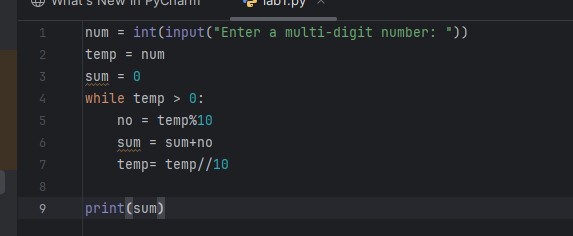 What's New in PyCharm lab1.py
1 num = int(input("Enter a multi-digit number: "))
2 temp = num
3 sum = 0
4 while temp > 0:
5     no = temp%10
6     sum = sum+no
7     temp= temp//10
8
9 print(sum)